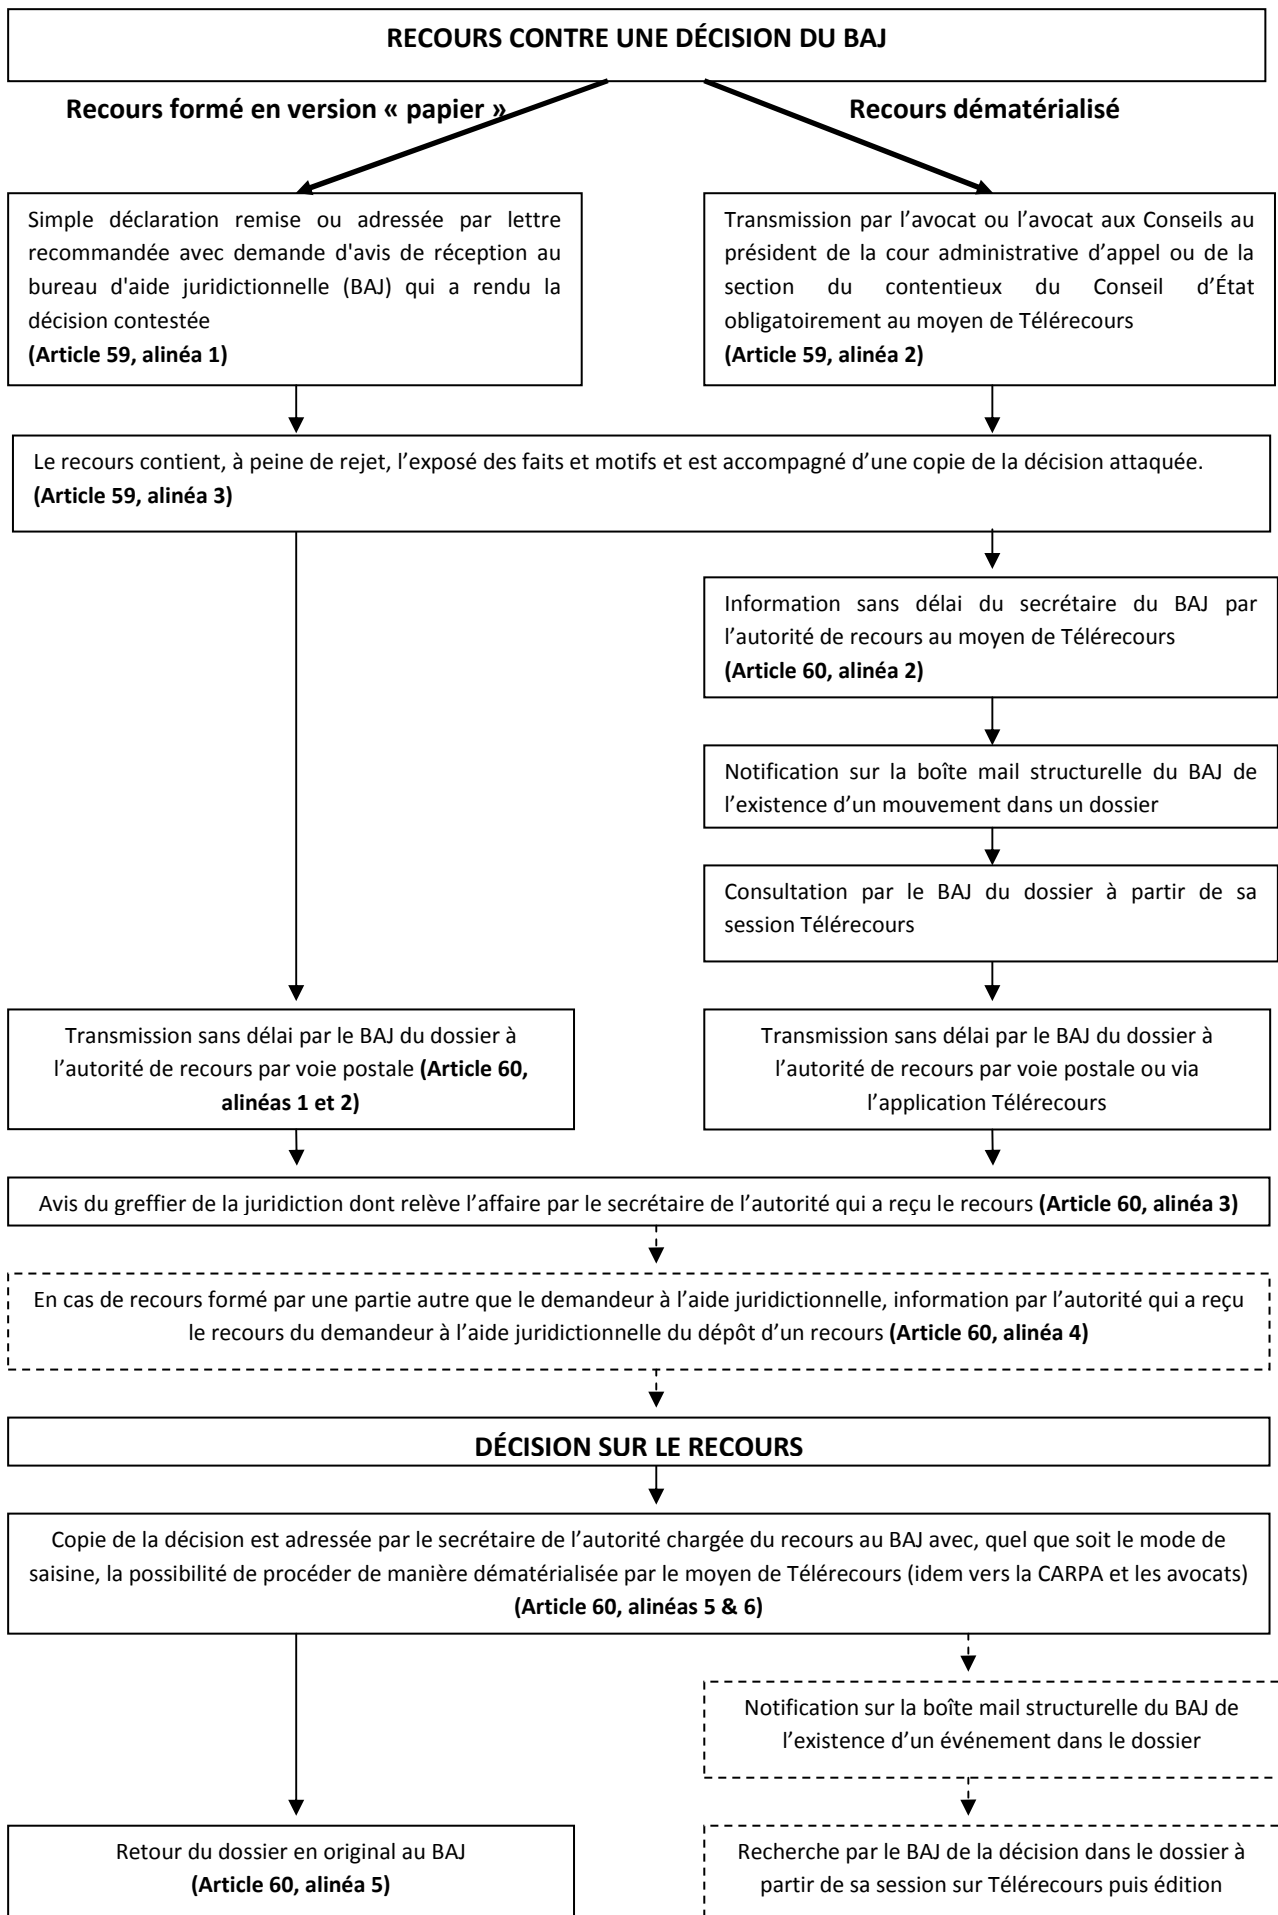 RECOURS CONTRE UNE DÉCISION DU BAJ
Recours formé en version « papier »
Recours dématérialisé
Simple déclaration remise ou adressée par lettre
recommandée avec demande d'avis de réception au
bureau d'aide juridictionnelle (BAJ) qui a rendu la
décision contestée
(Article 59, alinéa 1)
Transmission par l’avocat ou l’avocat aux Conseils au
président de la cour administrative d’appel ou de la
section du contentieux du Conseil d’État
obligatoirement au moyen de Télérecours
(Article 59, alinéa 2)
Le recours contient, à peine de rejet, l’exposé des faits et motifs et est accompagné d’une copie de la décision attaquée.
(Article 59, alinéa 3)
Information sans délai du secrétaire du BAJ par
l’autorité de recours au moyen de Télérecours
(Article 60, alinéa 2)
Notification sur la boîte mail structurelle du BAJ de
l’existence d’un mouvement dans un dossier
Consultation par le BAJ du dossier à partir de sa
session Télérecours
Transmission sans délai par le BAJ du dossier à
l’autorité de recours par voie postale (Article 60,
alinéas 1 et 2)
Transmission sans délai par le BAJ du dossier à
l’autorité de recours par voie postale ou via
l’application Télérecours
Avis du greffier de la juridiction dont relève l’affaire par le secrétaire de l’autorité qui a reçu le recours (Article 60, alinéa 3)
En cas de recours formé par une partie autre que le demandeur à l’aide juridictionnelle, information par l’autorité qui a reçu
le recours du demandeur à l’aide juridictionnelle du dépôt d’un recours (Article 60, alinéa 4)
DÉCISION SUR LE RECOURS
Copie de la décision est adressée par le secrétaire de l’autorité chargée du recours au BAJ avec, quel que soit le mode de
saisine, la possibilité de procéder de manière dématérialisée par le moyen de Télérecours (idem vers la CARPA et les avocats)
(Article 60, alinéas 5 & 6)
Notification sur la boîte mail structurelle du BAJ de
l’existence d’un événement dans le dossier
Retour du dossier en original au BAJ
(Article 60, alinéa 5)
Recherche par le BAJ de la décision dans le dossier à
partir de sa session sur Télérecours puis édition